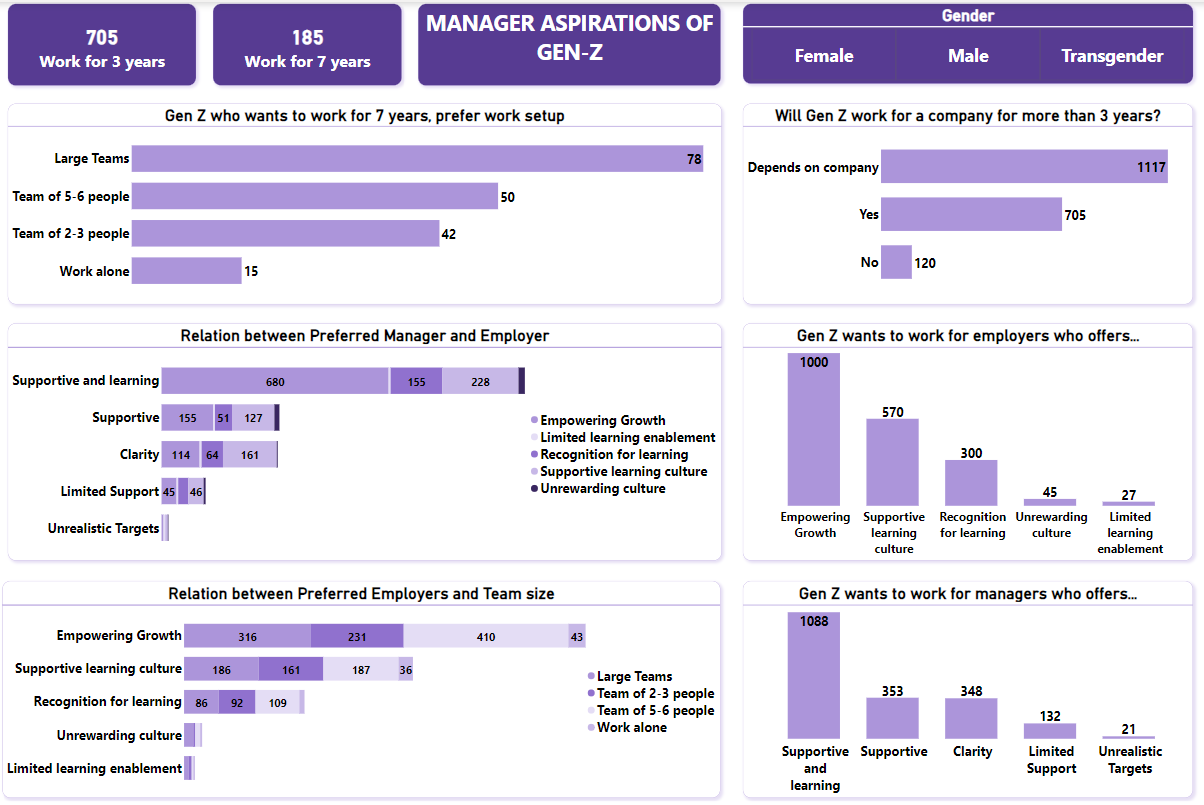 705
Work for 3 years
185
Work for 7 years
MANAGER ASPIRATIONS OF
GEN-Z
Gender
Female
Male
Transgender
Gen Z who wants to work for 7 years, prefer work setup
Large Teams
78
Team of 5-6 people
50
Team of 2-3 people
42
Work alone
15
Will Gen Z work for a company for more than 3 years?
Depends on company
1117
Yes
705
No
120
Relation between Preferred Manager and Employer
Supportive and learning
680
155
228
Supportive
155
51
127
Clarity
114
64
161
Limited Support
45
46
Unrealistic Targets
Empowering Growth
Limited learning enablement
Recognition for learning
Supportive learning culture
Unrewarding culture
Gen Z wants to work for employers who offers...
1000
570
300
45
27
Empowering
Growth
Supportive
learning
culture
Recognition
for learning
Unrewarding
culture
Limited
learning
enablement
Relation between Preferred Employers and Team size
Empowering Growth
316
231
410
43
Supportive learning culture
186
161
187
36
Recognition for learning
86
92
109
Unrewarding culture
Limited learning enablement
Large Teams
Team of 2-3 people
Team of 5-6 people
Work alone
Gen Z wants to work for managers who offers...
1088
353
348
132
21
Supportive
and
learning
Supportive
Clarity
Limited
Support
Unrealistic
Targets